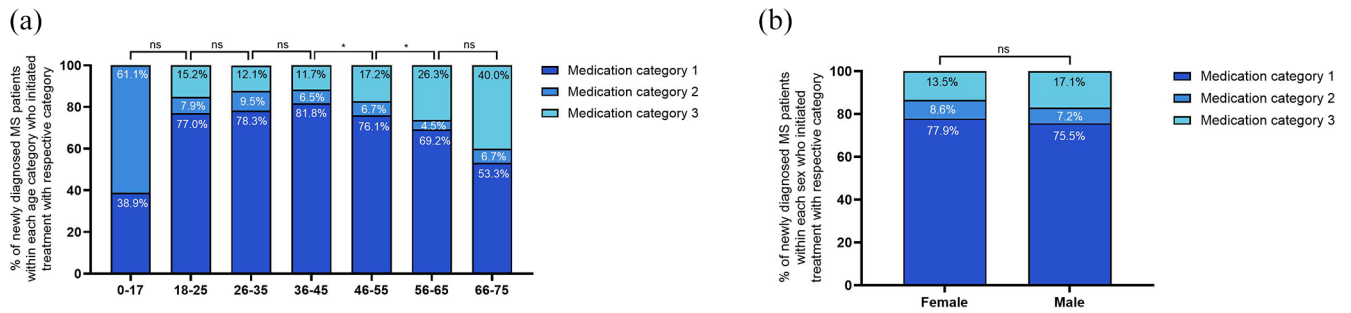 (a)
ns
ns
ns
*
*
ns
% of newly diagnosed MS patients
within each age category who initiated
treatment with respective category
100
80
60
40
20
0
61.1%
38.9%
15.2%
7.9%
77.0%
12.1%
9.5%
78.3%
11.7%
6.5%
81.8%
17.2%
6.7%
76.1%
26.3%
4.5%
69.2%
40.0%
6.7%
53.3%
0-17
18-25
26-35
36-45
46-55
56-65
66-75
Medication category 1
Medication category 2
Medication category 3
(b)
ns
% of newly diagnosed MS patients
within each sex who initiated
treatment with respective category
100
80
60
40
20
0
13.5%
8.6%
77.9%
17.1%
7.2%
75.5%
Female
Male
Medication category 1
Medication category 2
Medication category 3